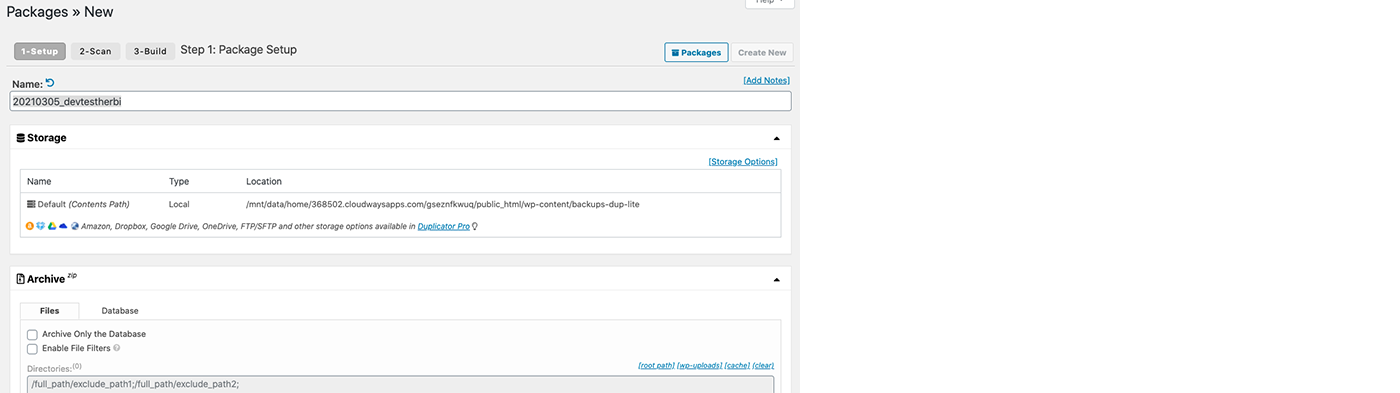 Packages » New
Help
1-Setup 2-Scan 3-Build Step 1: Package Setup Packages Create New
Name: [Add Notes]
20210305_devtestherbi
Storage
[Storage Options]
Name Type Location
Default (Contents Path) Local /mnt/data/home/368502.cloudwaysapps.com/gseznfkwuq/public_html/wp-content/backups-dup-lite
Amazon, Dropbox, Google Drive, OneDrive, FTP/SFTP and other storage options available in Duplicator Pro
Archive zip
Files Database
Archive Only the Database
Enable File Filters
Directories:(0) [root path] [wp-uploads] [cache] [clear]
/full_path/exclude_path1;/full_path/exclude_path2;